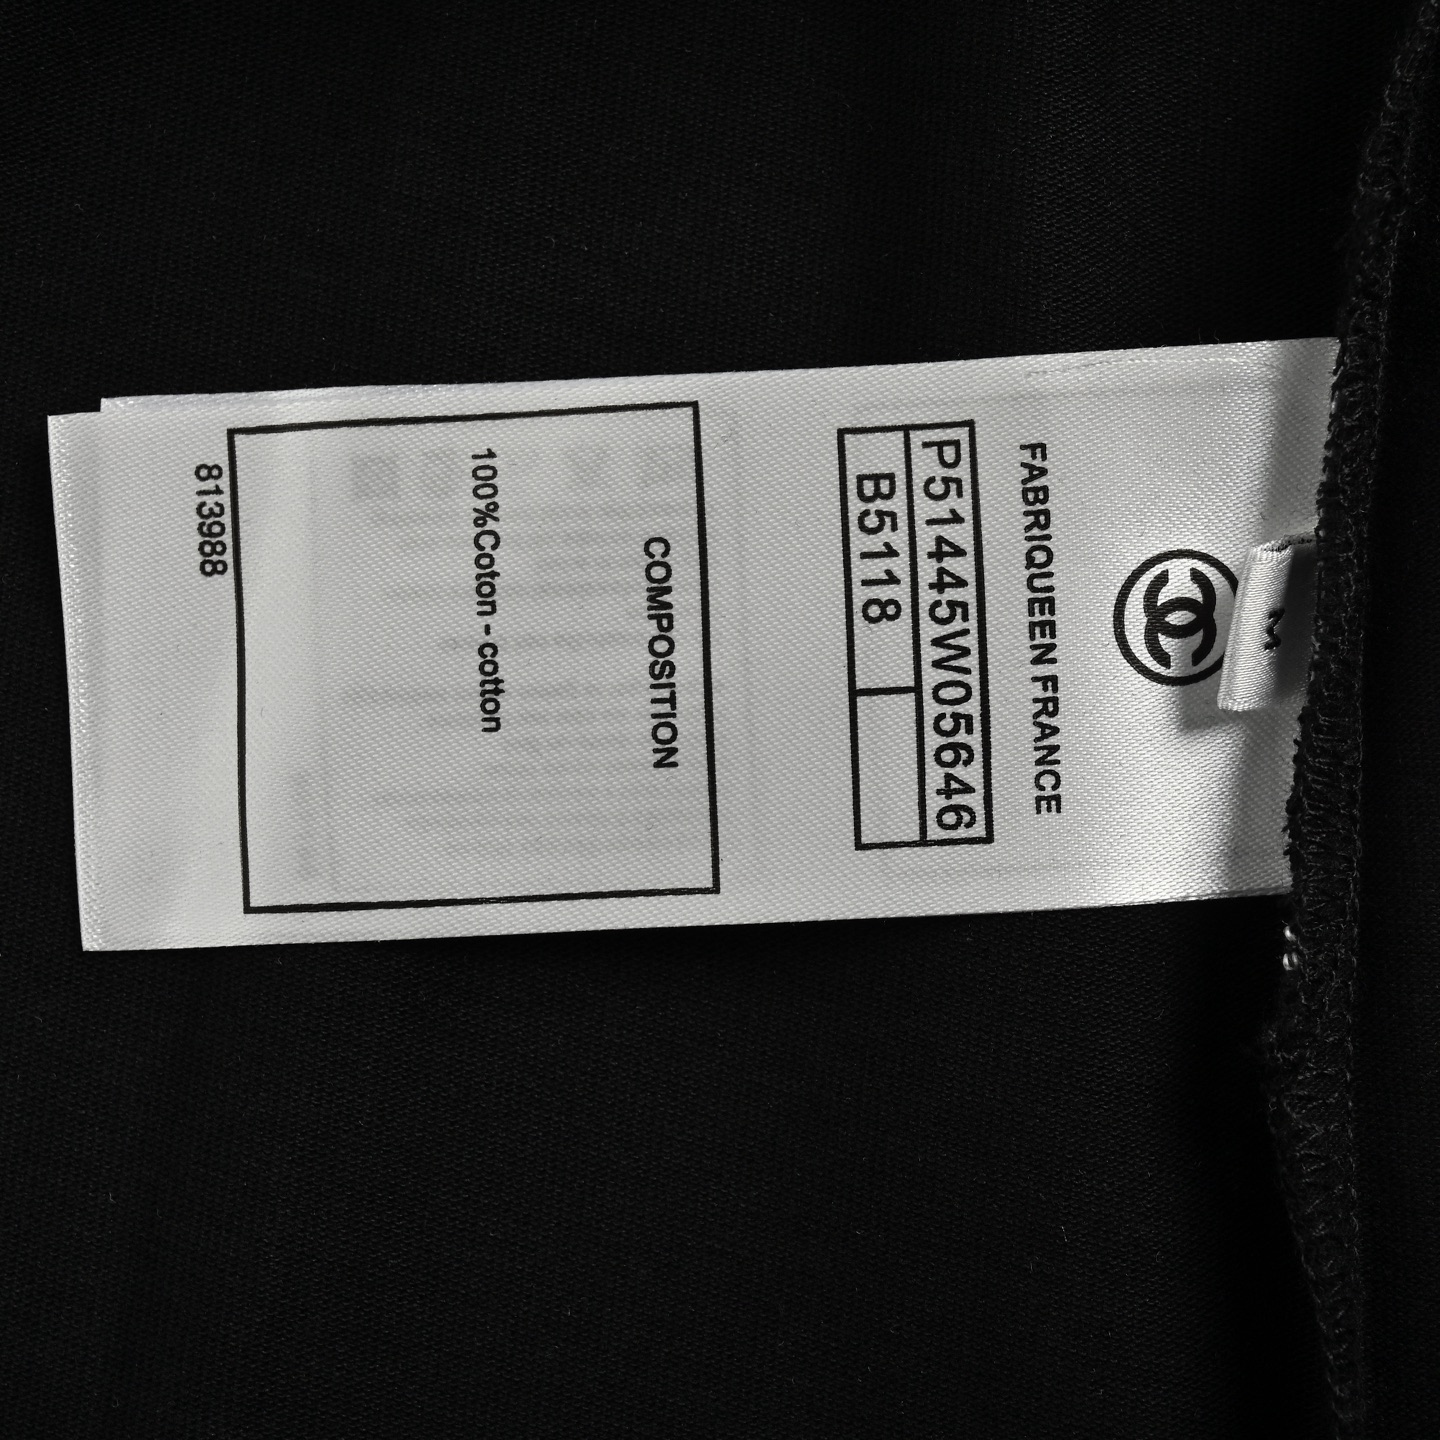 M
FABRIQUEEN FRANCE
P51445W05646
B5118
COMPOSITION
100%Coton - cotton
813988